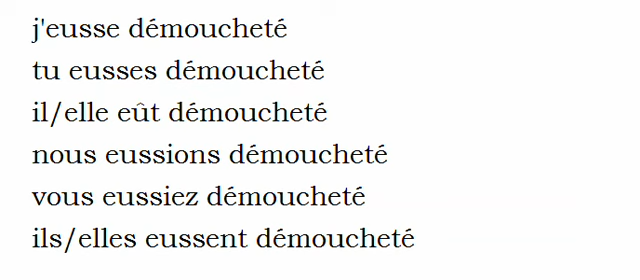 j'eusse démoucheté
tu eusses démoucheté
il/elle eût démoucheté
nous eussions démoucheté
vous eussiez démoucheté
ils/elles eussent démoucheté